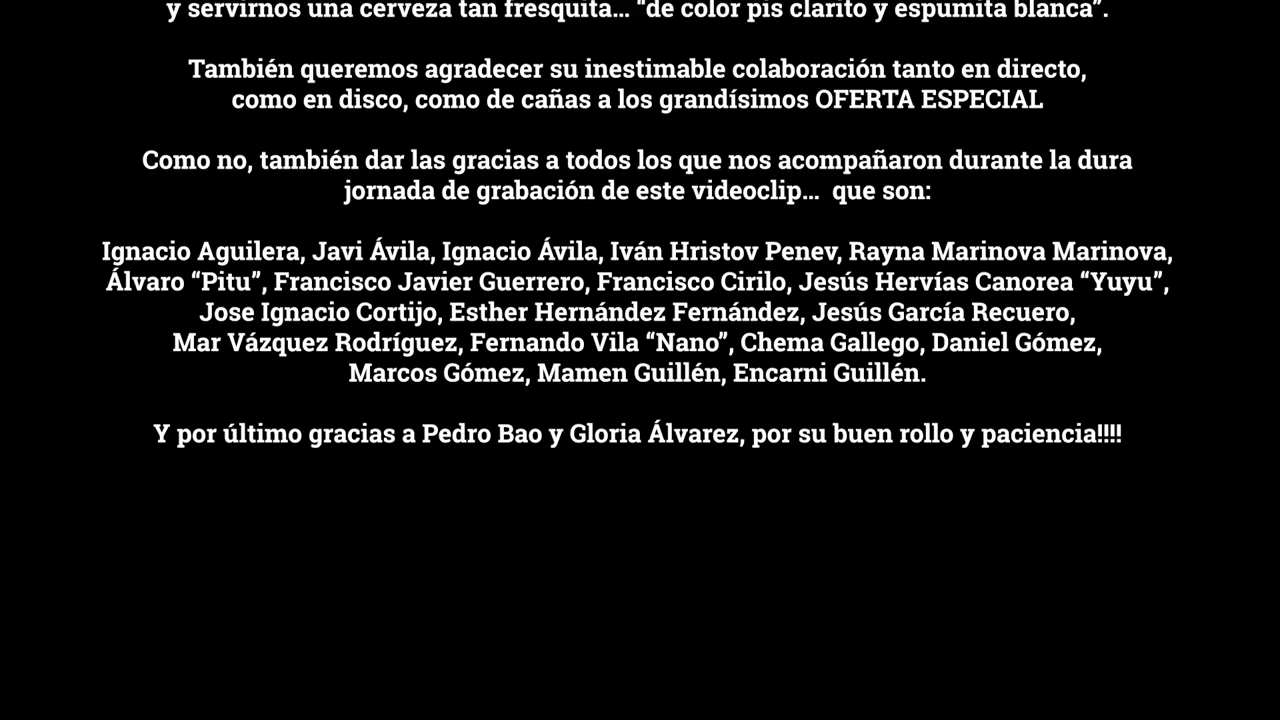 y servirnos una cerveza tan fresquita... “de color pis clarito y espumita blanca”.
También queremos agradecer su inestimable colaboración tanto en directo,
como en disco, como de cañas a los grandísimos OFERTA ESPECIAL
Como no, también dar las gracias a todos los que nos acompañaron durante la dura
jornada de grabación de este videoclip... que son:
Ignacio Aguilera, Javi Ávila, Ignacio Ávila, Iván Hristov Penev, Rayna Marinova Marinova,
Álvaro “Pitu”, Francisco Javier Guerrero, Francisco Cirilo, Jesús Hervías Canorea “Yuyu”,
Jose Ignacio Cortijo, Esther Hernández Fernández, Jesús García Recuero,
Mar Vázquez Rodríguez, Fernando Vila “Nano”, Chema Gallego, Daniel Gómez,
Marcos Gómez, Mamen Guillén, Encarni Guillén.
Y por último gracias a Pedro Bao y Gloria Álvarez, por su buen rollo y paciencia!!!!